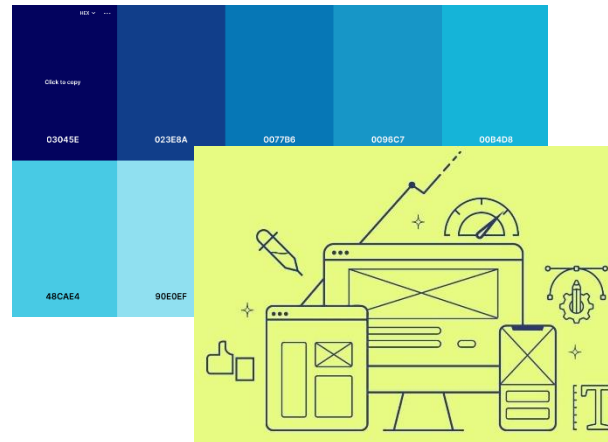 HEX
Click to copy
03045E
023E8A
0077B6
0096C7
00B4D8
48CAE4
90E0EF
T